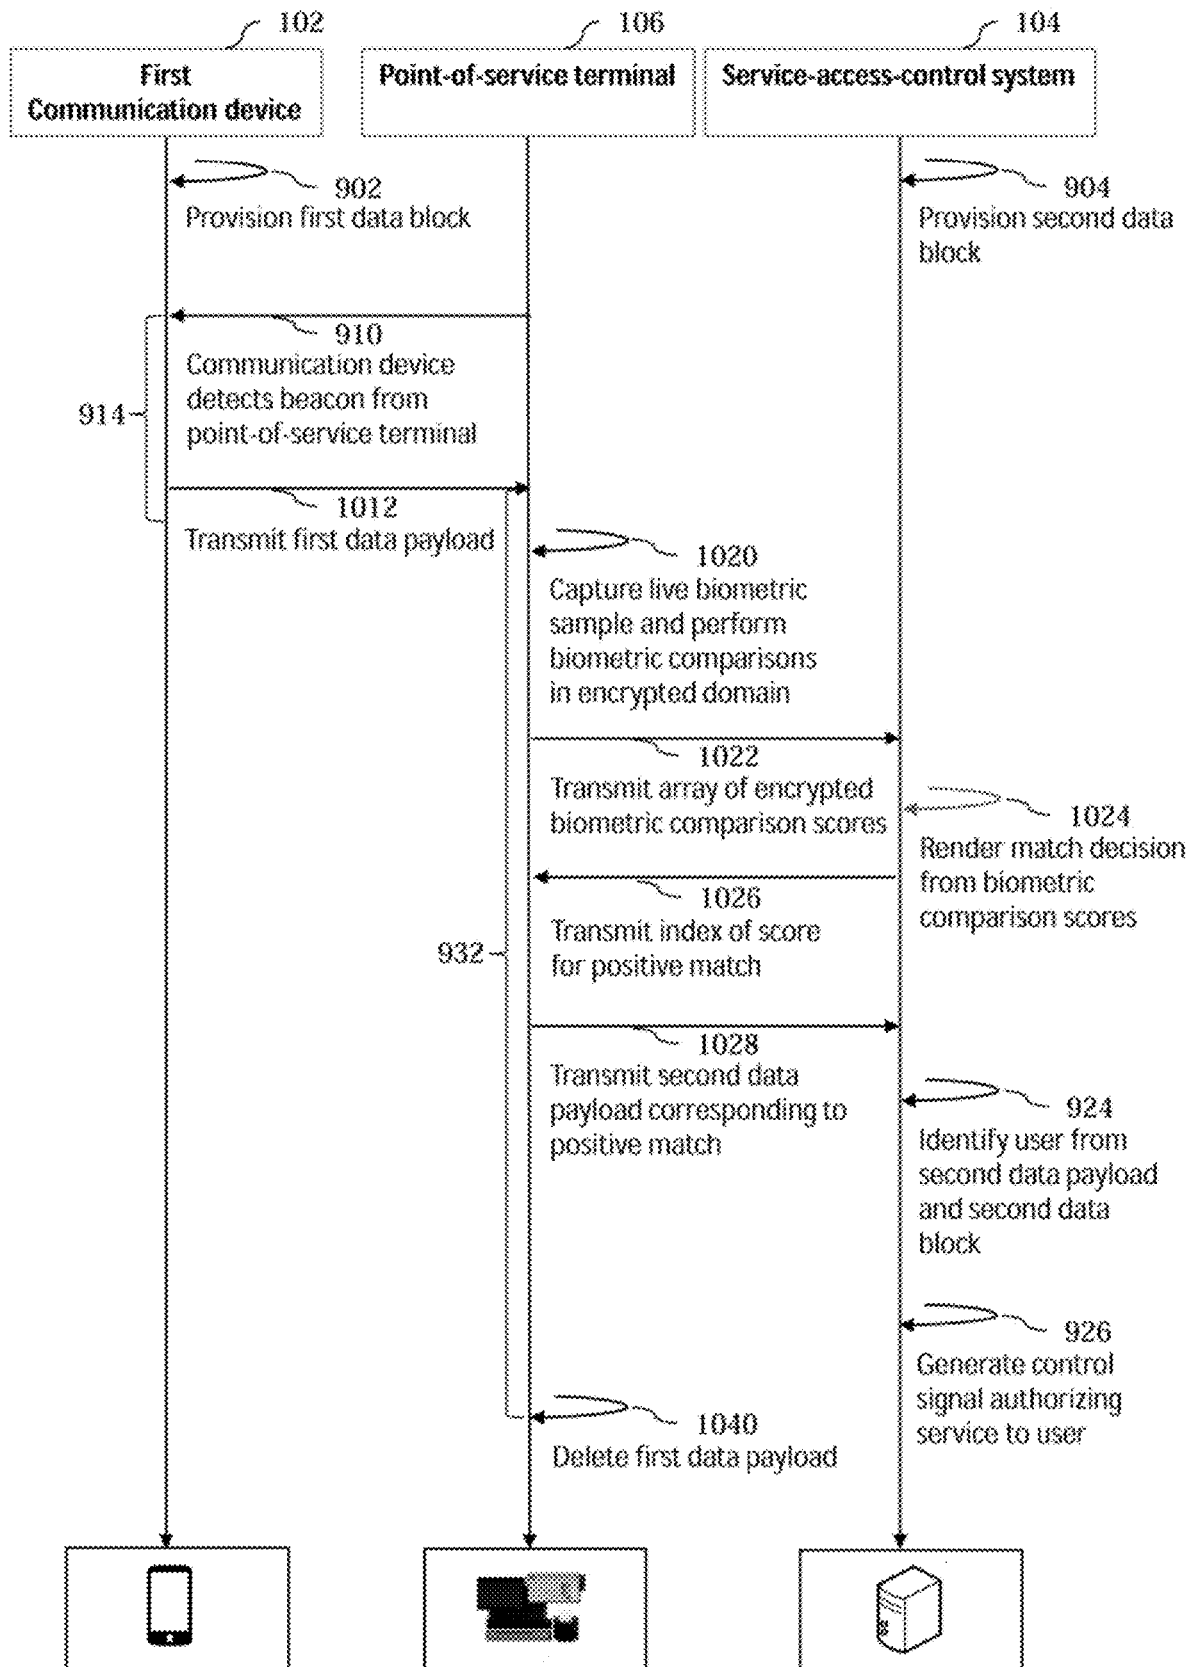 102
106
104
First
Communication device
Point-of-service terminal
Service-access-control system
902
Provision first data block
904
Provision second data
block
910
Communication device
detects beacon from
point-of-service terminal
914
1012
Transmit first data payload
1020
Capture live biometric
sample and perform
biometric comparisons
in encrypted domain
1022
Transmit array of encrypted
biometric comparison scores
1024
Render match decision
from biometric
comparison scores
1026
Transmit index of score
for positive match
932
1028
Transmit second data
payload corresponding to
positive match
924
Identify user from
second data payload
and second data
block
926
Generate control
signal authorizing
service to user
1040
Delete first data payload